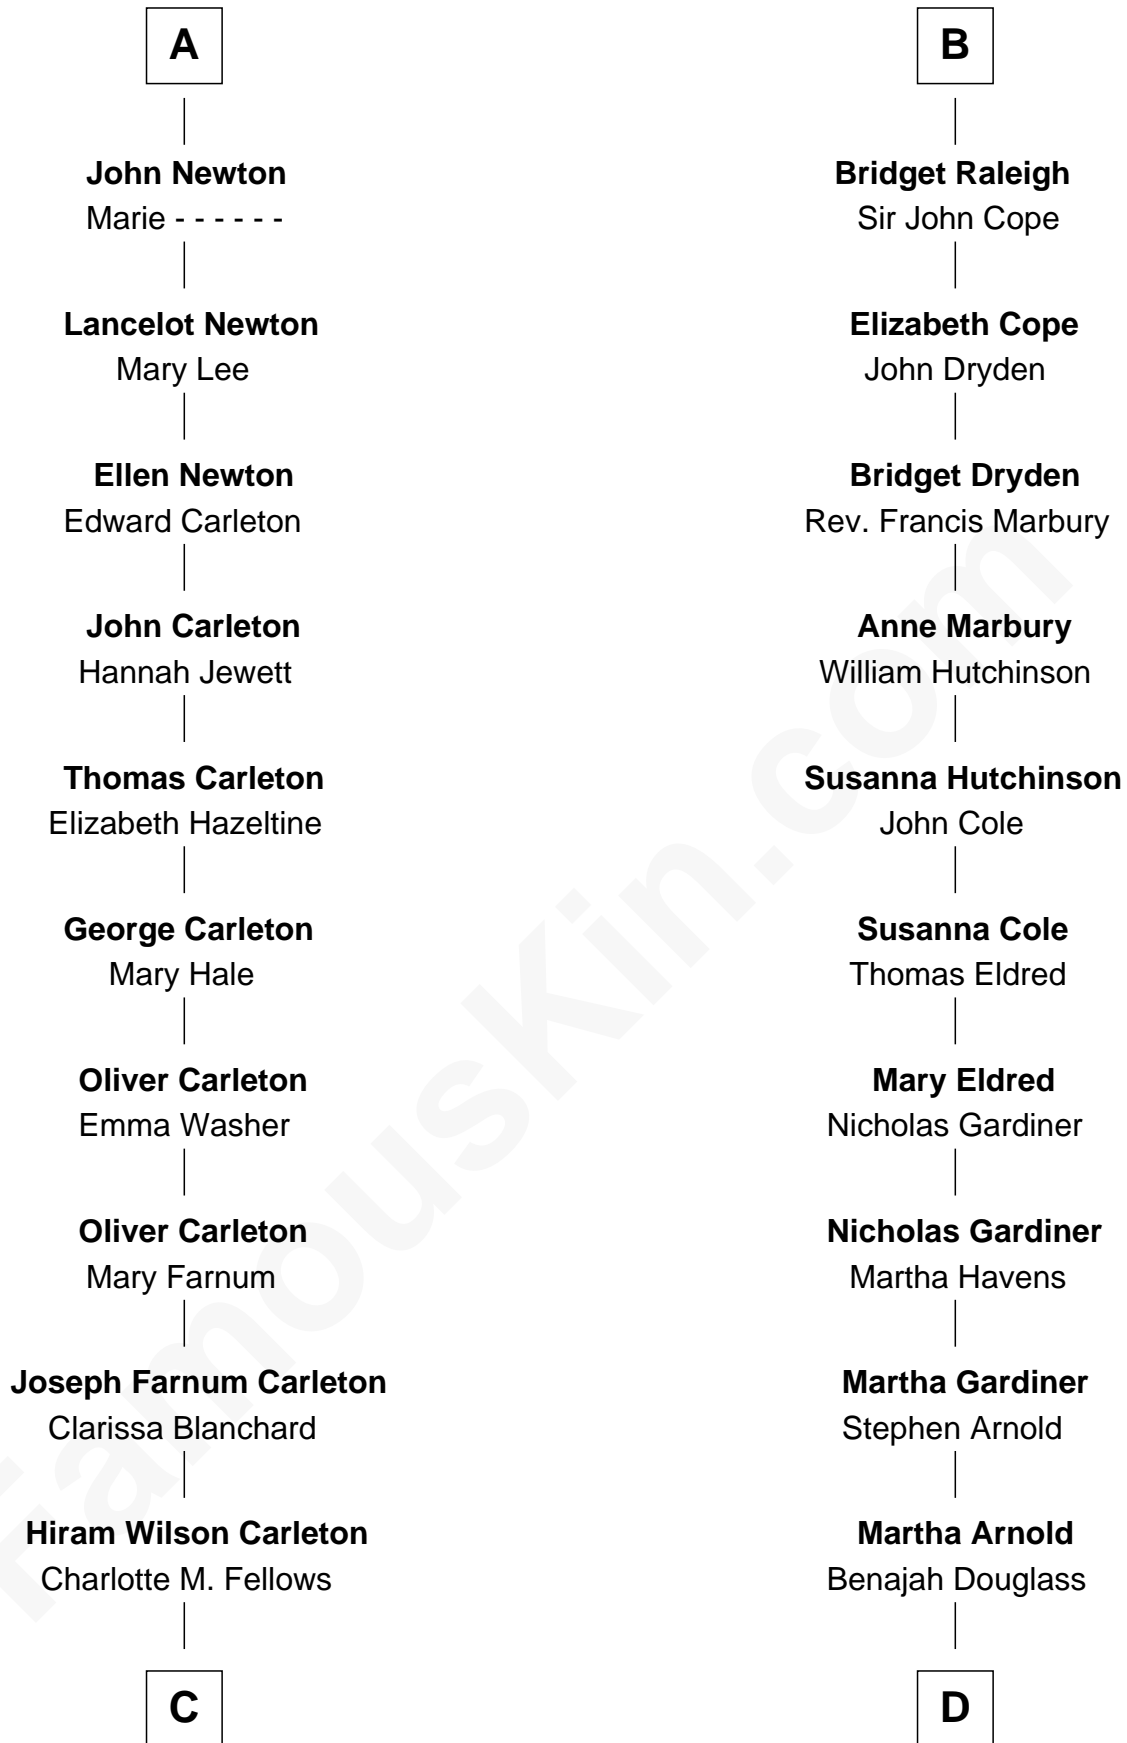 A
John Newton
Marie - - - - - -
Lancelot Newton
Mary Lee
Ellen Newton
Edward Carleton
John Carleton
Hannah Jewett
Thomas Carleton
Elizabeth Hazeltine
George Carleton
Mary Hale
Oliver Carleton
Emma Washer
Oliver Carleton
Mary Farnum
Joseph Farnum Carleton
Clarissa Blanchard
Hiram Wilson Carleton
Charlotte M. Fellows
C
B
Bridget Raleigh
Sir John Cope
Elizabeth Cope
John Dryden
Bridget Dryden
Rev. Francis Marbury
Anne Marbury
William Hutchinson
Susanna Hutchinson
John Cole
Susanna Cole
Thomas Eldred
Mary Eldred
Nicholas Gardiner
Nicholas Gardiner
Martha Havens
Martha Gardiner
Stephen Arnold
Martha Arnold
Benajah Douglass
D
FamousKin.com